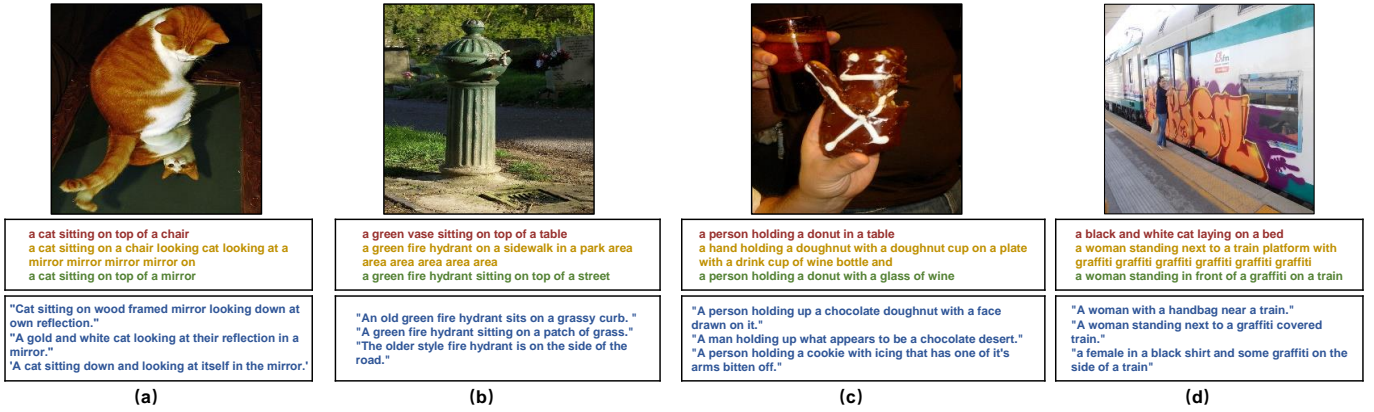 a cat sitting on top of a chair
a cat sitting on a chair looking cat looking at a
mirror mirror mirror mirror on
a cat sitting on top of a mirror
"Cat sitting on wood framed mirror looking down at
own reflection."
"A gold and white cat looking at their reflection in a
mirror."
'A cat sitting down and looking at itself in the mirror.'
(a)
a green vase sitting on top of a table
a green fire hydrant on a sidewalk in a park area
area area area area area
a green fire hydrant sitting on top of a street
"An old green fire hydrant sits on a grassy curb. "
"A green fire hydrant sitting on a patch of grass."
"The older style fire hydrant is on the side of the
road."
(b)
a person holding a donut in a table
a hand holding a doughnut with a doughnut cup on a plate
with a drink cup of wine bottle and
a person holding a donut with a glass of wine
"A person holding up a chocolate doughnut with a face
drawn on it."
"A man holding up what appears to be a chocolate desert."
"A person holding a cookie with icing that has one of it's
arms bitten off."
(c)
a black and white cat laying on a bed
a woman standing next to a train platform with
graffiti graffiti graffiti graffiti graffiti graffiti
a woman standing in front of a graffiti on a train
"A woman with a handbag near a train."
"A woman standing next to a graffiti covered
train."
"a female in a black shirt and some graffiti on the
side of a train"
(d)